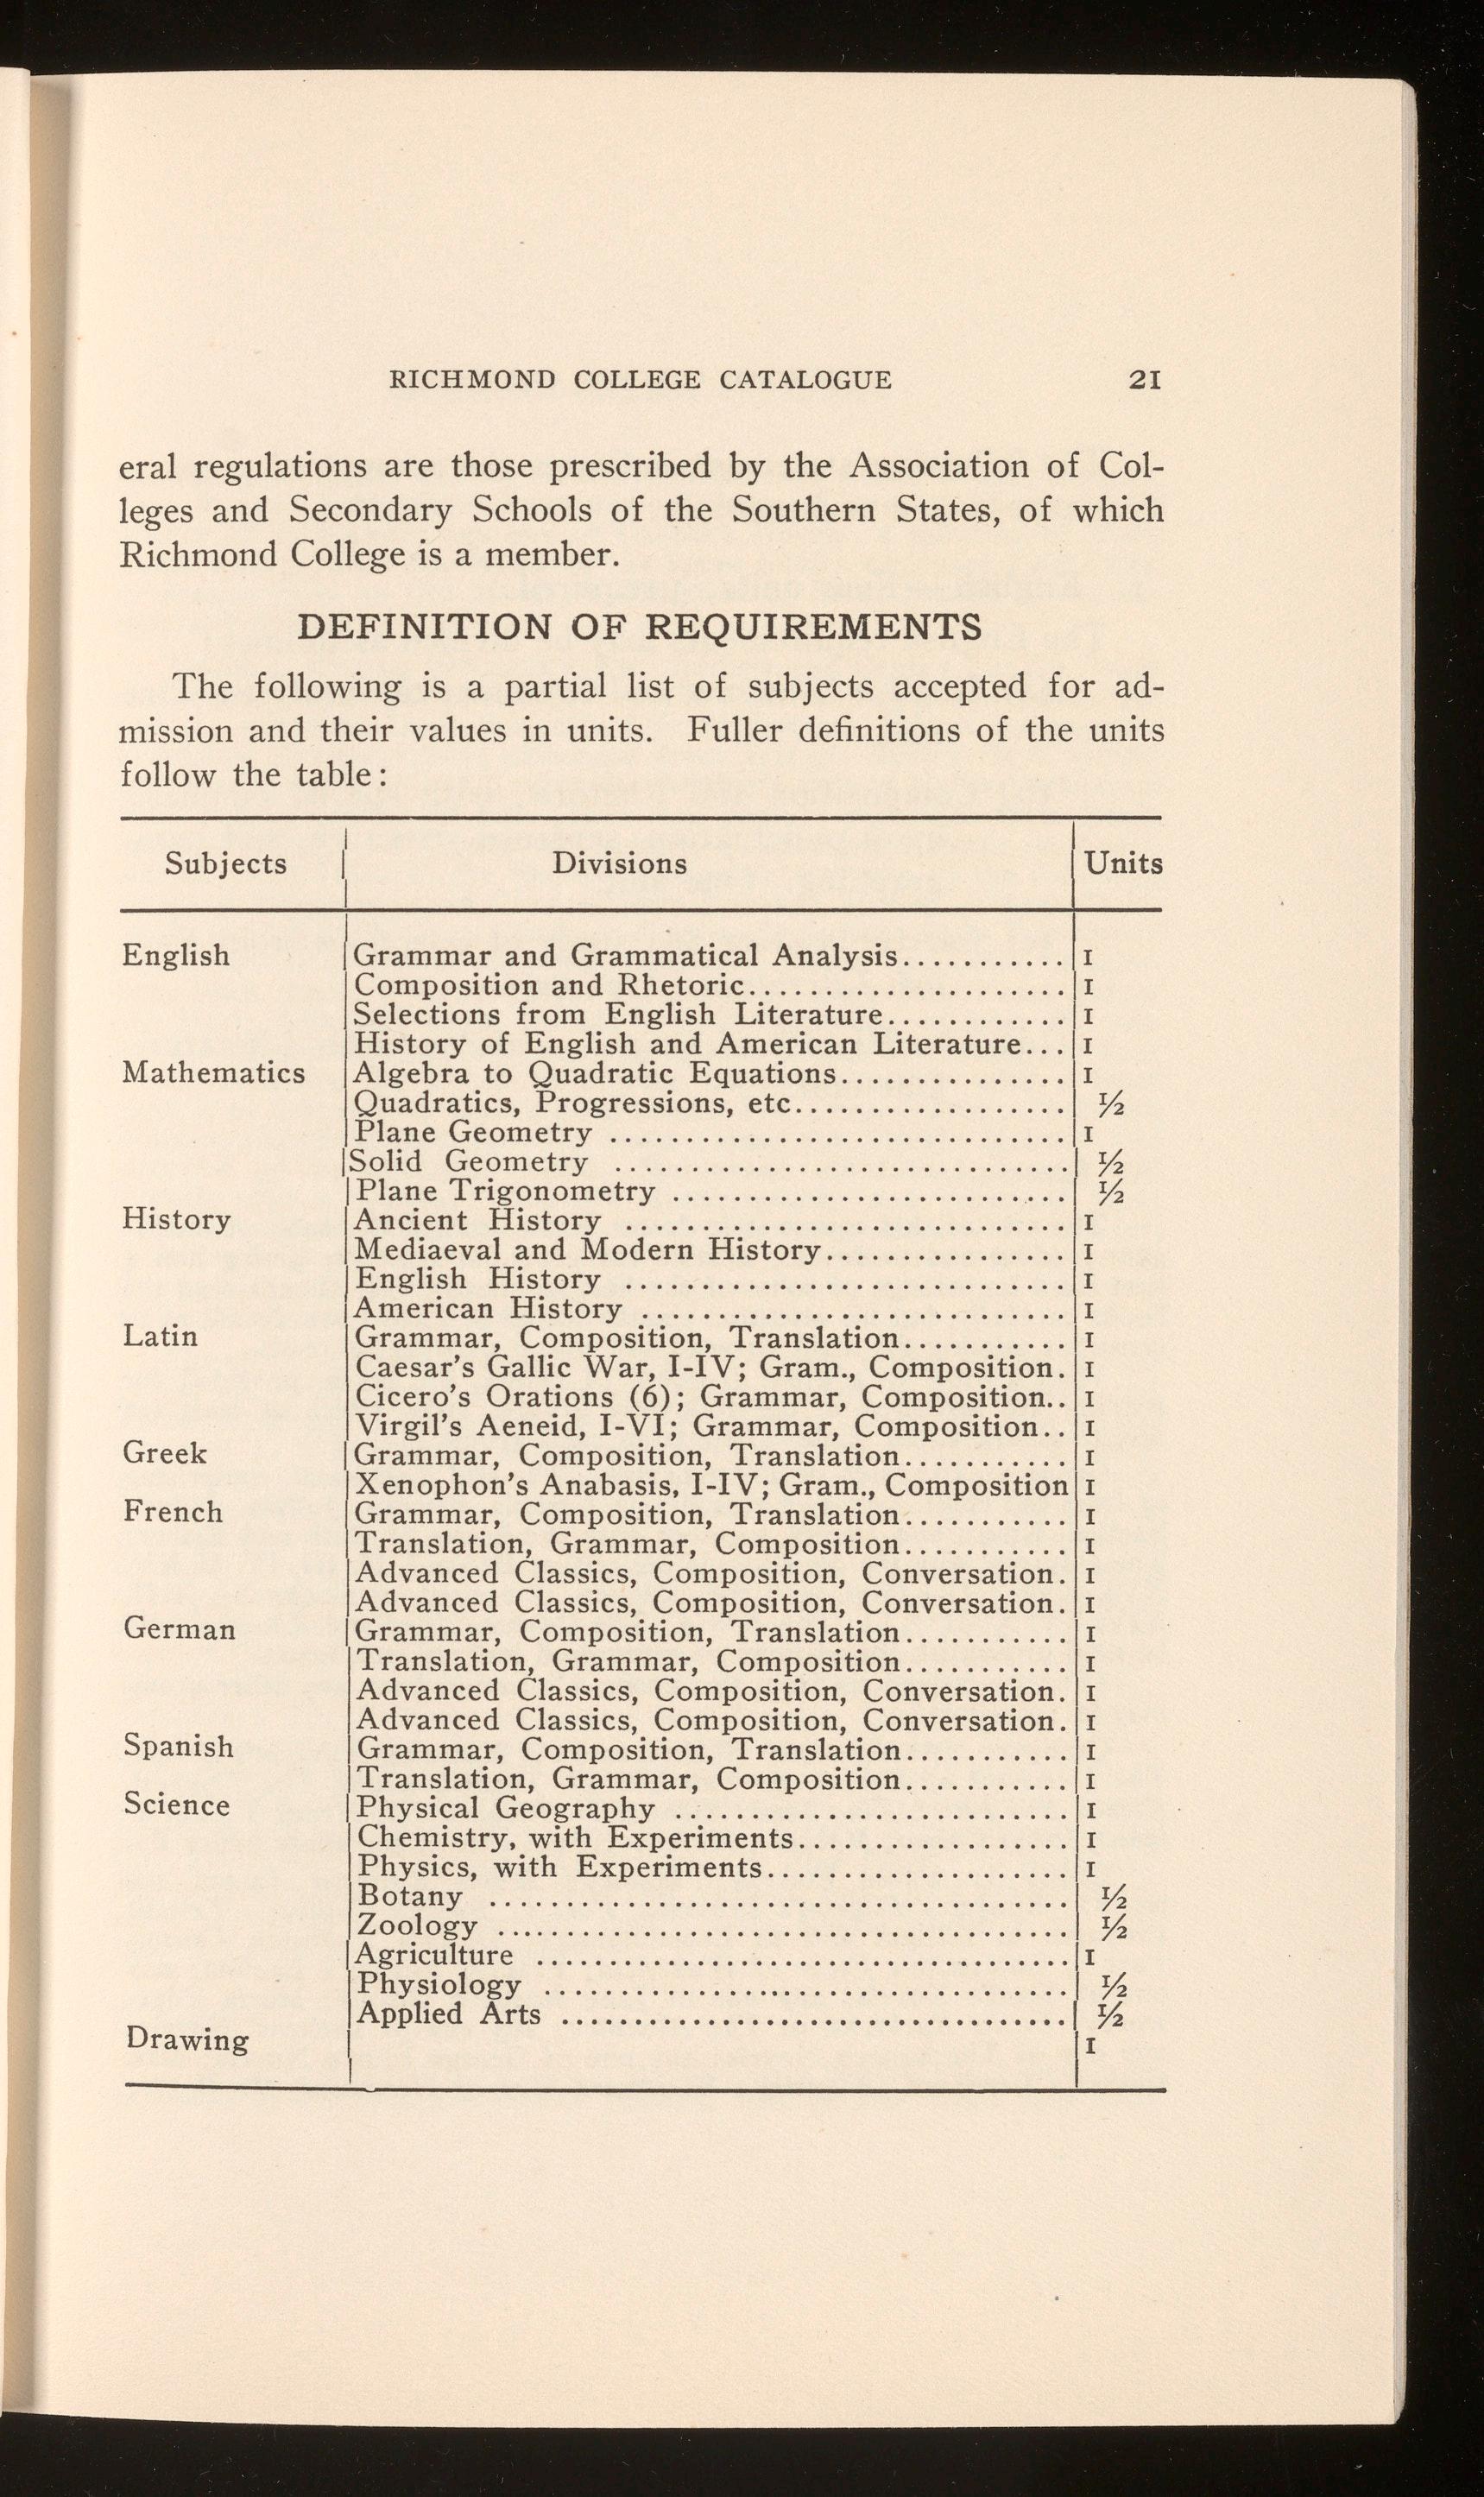 RICHMOND COLLEGE CATALOGUE 21
eral regulations are those prescribed by the Association of Col-
leges and Secondary Schools of the Southern States, of which
Richmond College is a member.
DEFINITION OF REQUIREMENTS
The following is a partial list of subjects accepted for ad-
mission and their values in units. Fuller definitions of the units
follow the table:
Subjects Divisions Units
English Grammar and Grammatical Analysis........... 1
Composition and Rhetoric..................... 1
Selections from English Literature............ 1
History of English and American Literature... 1
Mathematics Algebra to Quadratic Equations............... 1
Quadratics, Progressions, etc.................. ½
Plane Geometry .............................. 1
Solid Geometry .............................. ½
Plane Trigonometry .......................... ½
History Ancient History ............................. 1
Mediaeval and Modern History................ 1
English History ............................. 1
American History ............................ 1
Latin Grammar, Composition, Translation........... 1
Caesar's Gallic War, I-IV; Gram., Composition. 1
Cicero's Orations (6); Grammar, Composition.. 1
Virgil's Aeneid, I-VI; Grammar, Composition.. 1
Greek Grammar, Composition, Translation........... 1
Xenophon's Anabasis, I-IV; Gram., Composition 1
French Grammar, Composition, Translation........... 1
Translation, Grammar, Composition........... 1
Advanced Classics, Composition, Conversation. 1
Advanced Classics, Composition, Conversation. 1
German Grammar, Composition, Translation........... 1
Translation, Grammar, Composition........... 1
Advanced Classics, Composition, Conversation. 1
Advanced Classics, Composition, Conversation. 1
Spanish Grammar, Composition, Translation........... 1
Translation, Grammar, Composition........... 1
Science Physical Geography .......................... 1
Chemistry, with Experiments.................. 1
Physics, with Experiments.................... 1
Botany ...................................... ½
Zoology ..................................... ½
Agriculture ................................... 1
Physiology .................................. ½
Applied Arts ................................. ½
Drawing 1